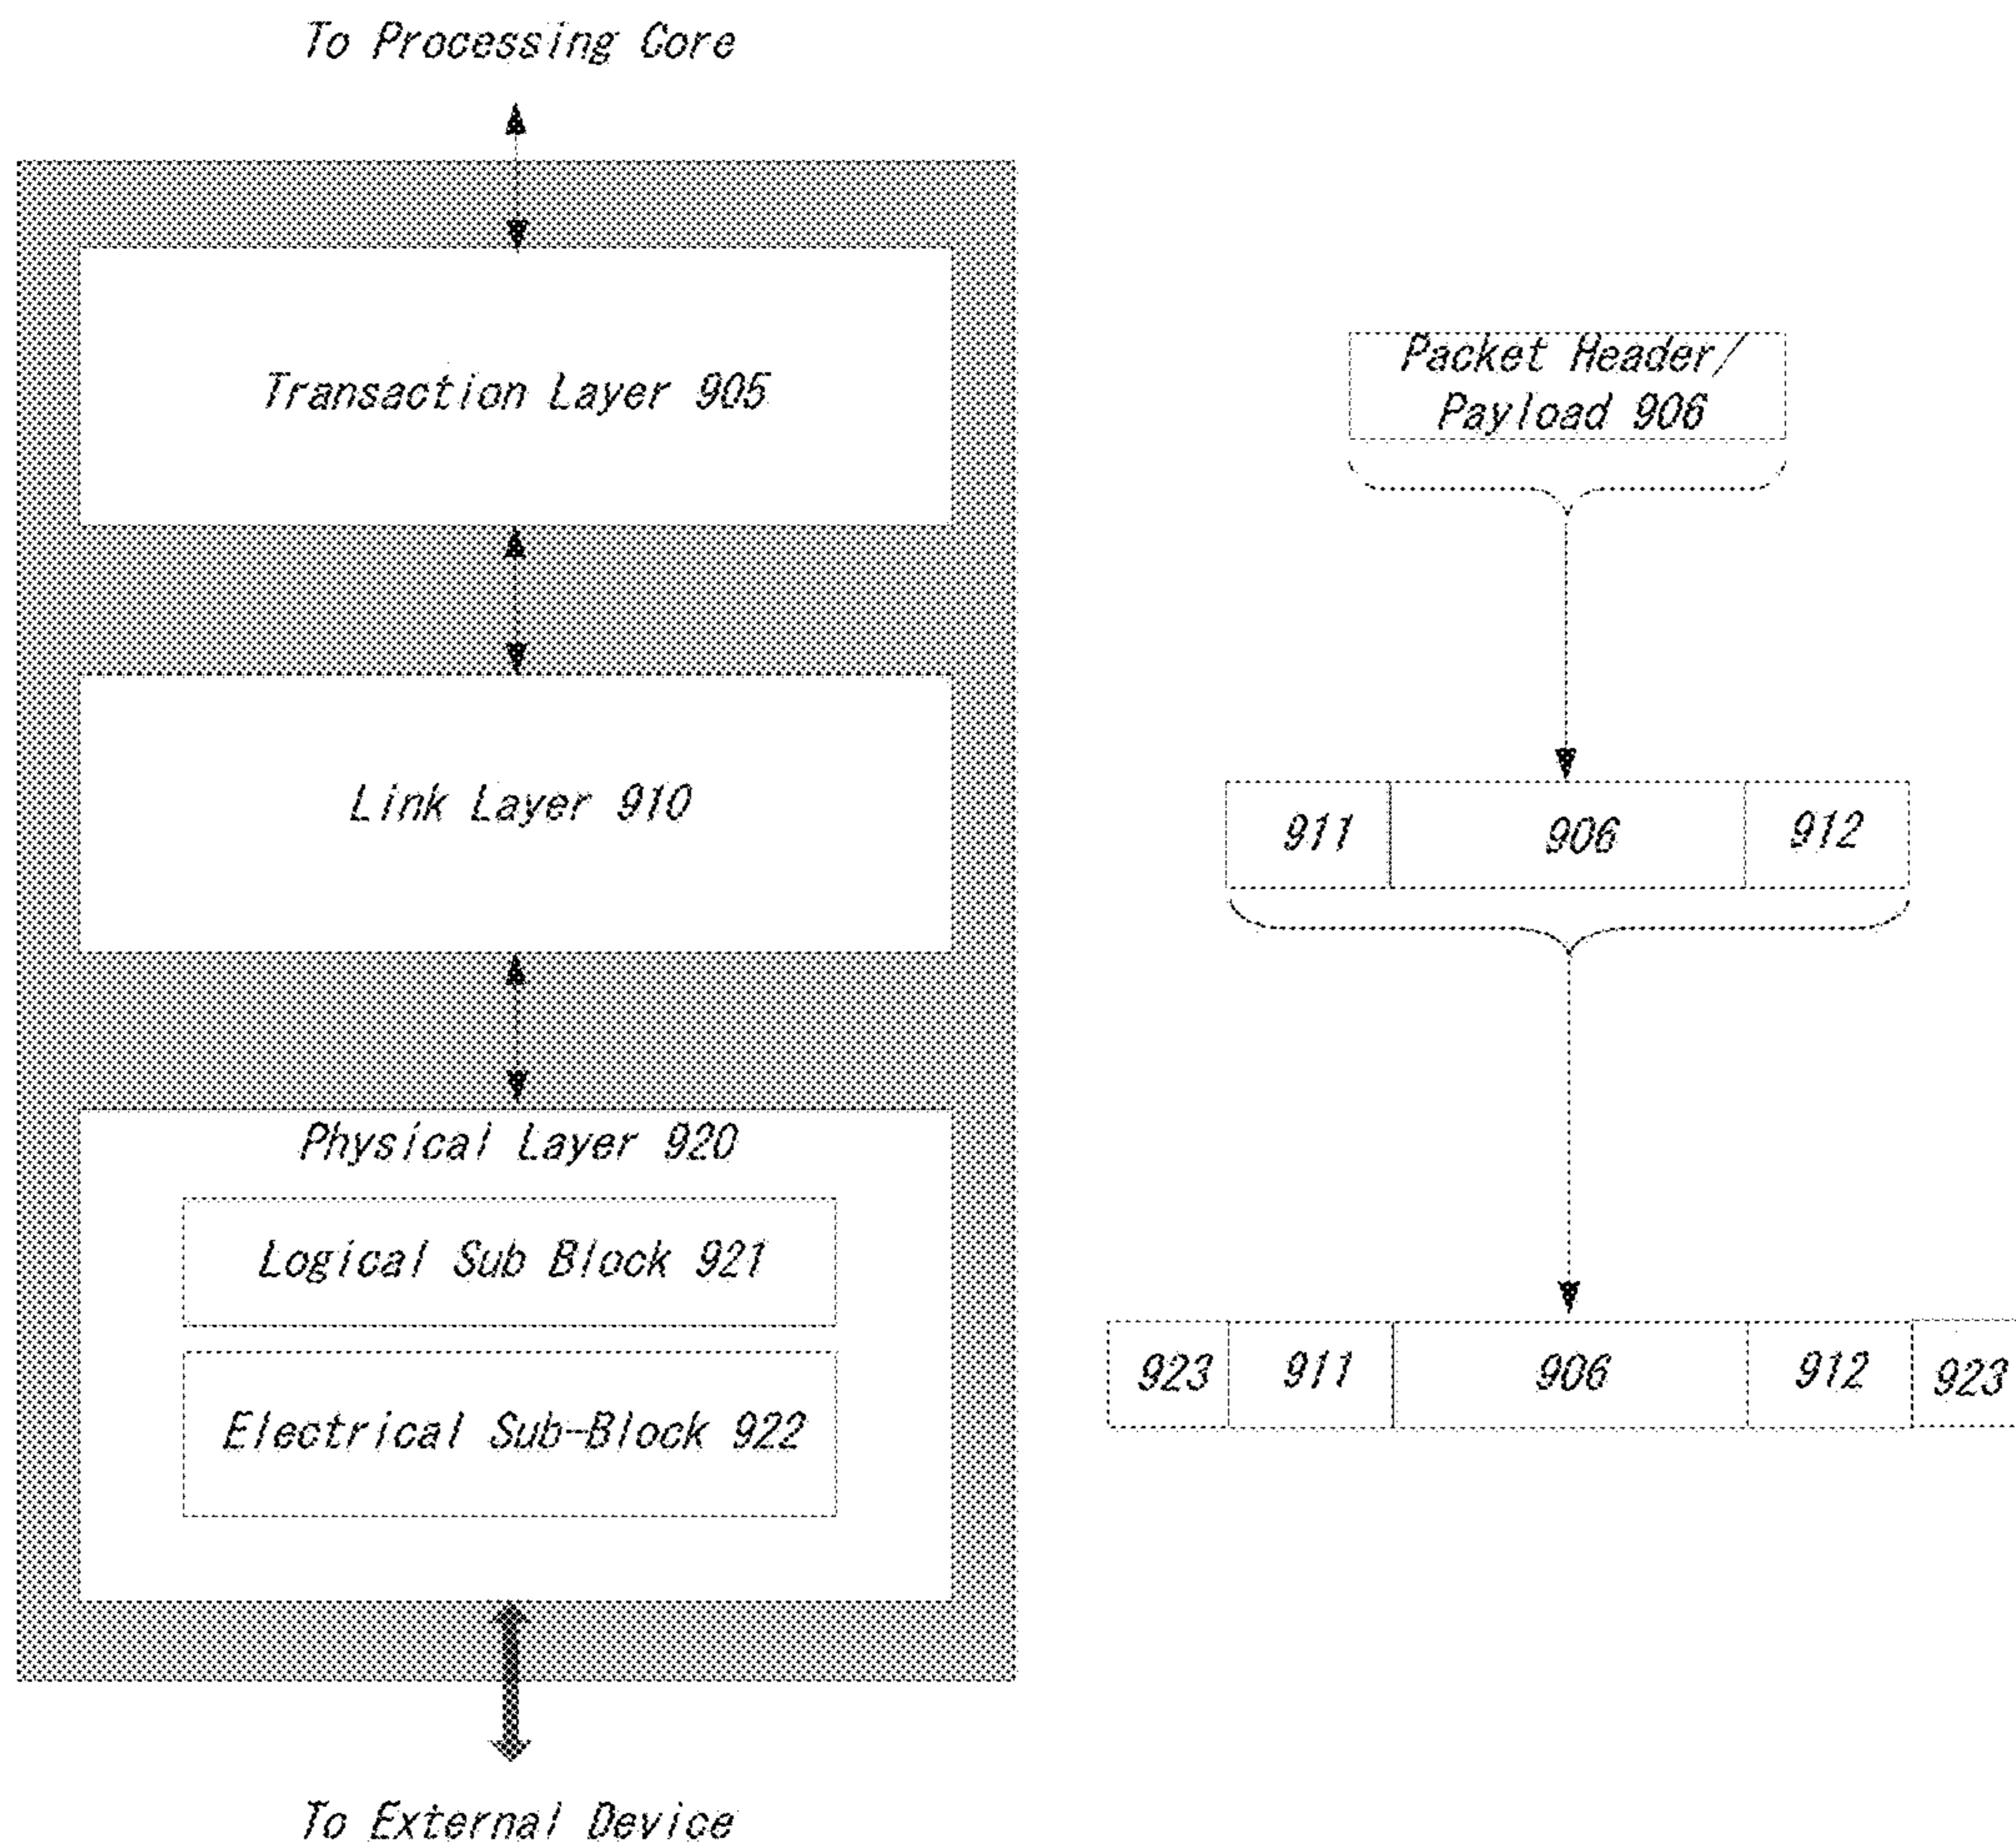 To Processing Core
Transaction Layer 905
Packet Header/
Payload 906
Link Layer 910
911 906 912
Physical Layer 920
Logical Sub Block 921
923 911 906 912 923
Electrical Sub-Block 922
To External Device